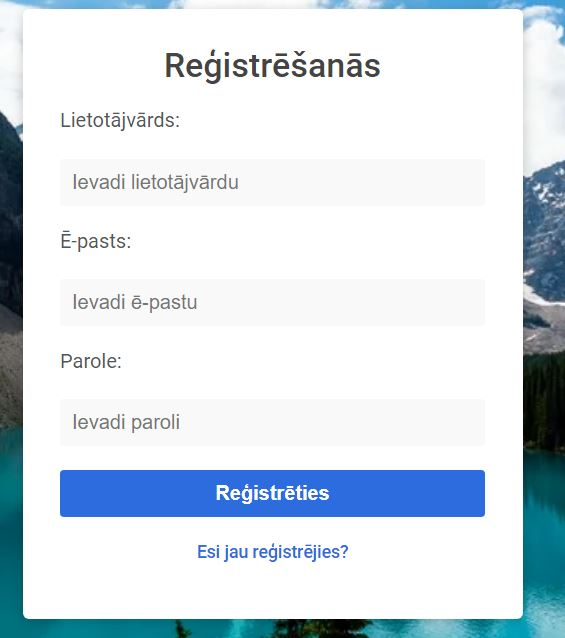 Reģistrēšanās
Lietotājvārds:
Ievadi lietotājvārdu
Ē-pasts:
Ievadi ē-pastu
Parole:
Ievadi paroli
Reģistrēties
Esi jau reģistrējies?